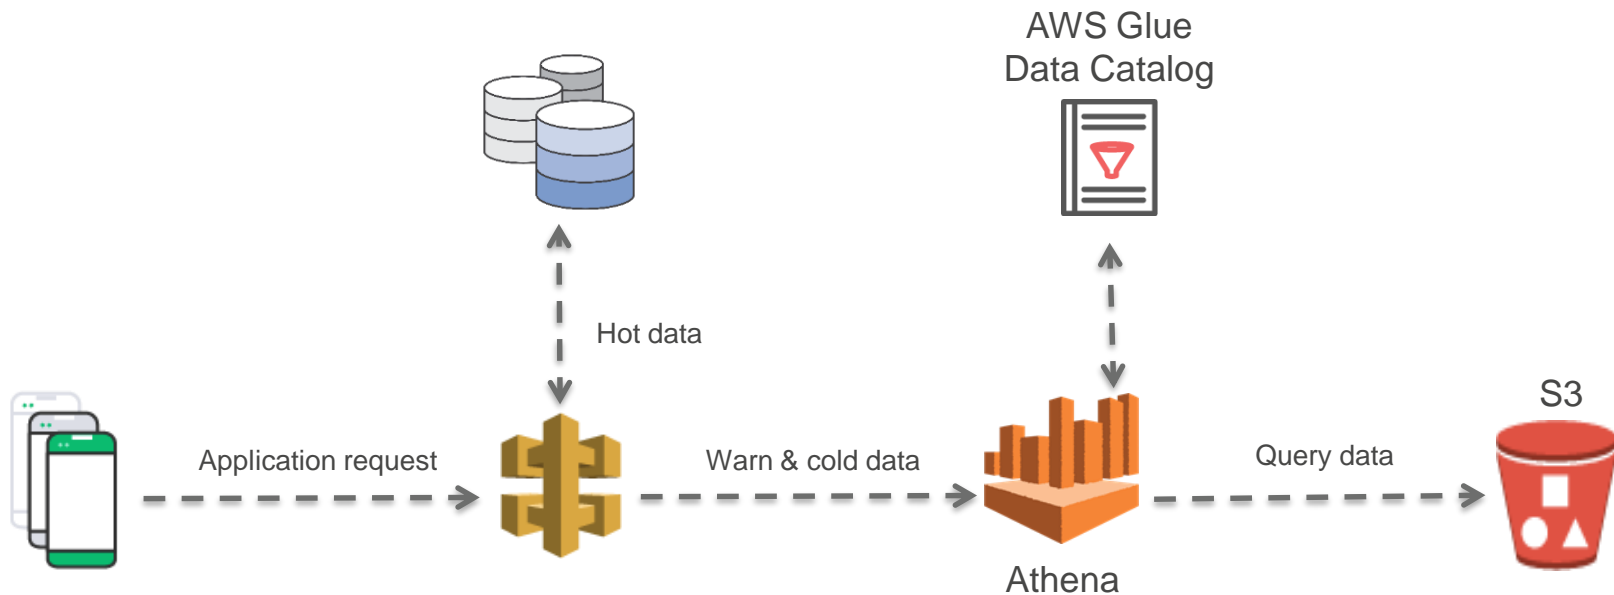 AWS Glue
Data Catalog
Hot data
S3
Application request
Warn & cold data
Query data
Athena